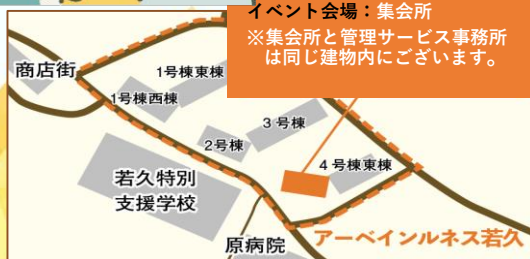 イベント会場：集会所
※集会所と管理サービス事務所
は同じ建物内にございます。
商店街
1号棟東棟
1号棟西棟
3号棟
2号棟
4号棟東棟
若久特別
支援学校
アーベインルネス若久
原病院